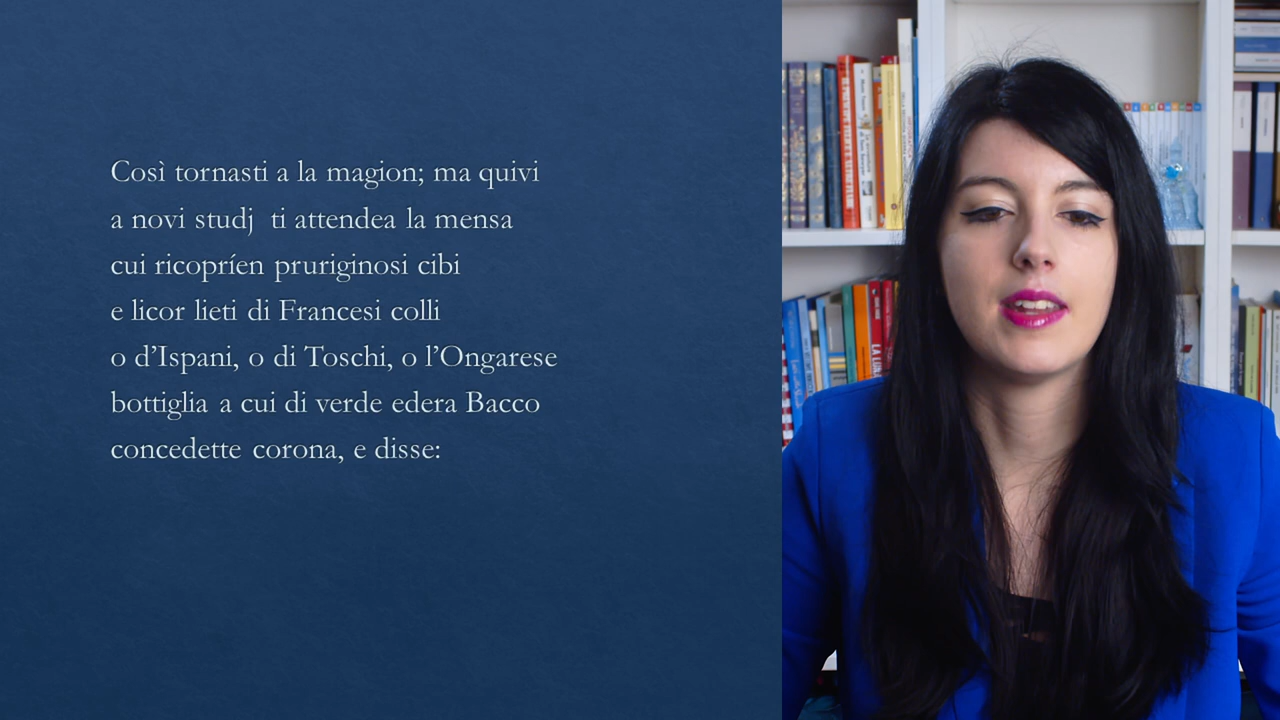 Così tornasti a la magion; ma quivi
a novi studj ti attendea la mensa
cui ricopríen pruriginosi cibi
e licor lieti di Francesi colli
o d’Ispani, o di Toschi, o l’Ongarese
bottiglia a cui di verde edera Bacco
concedette corona, e disse: